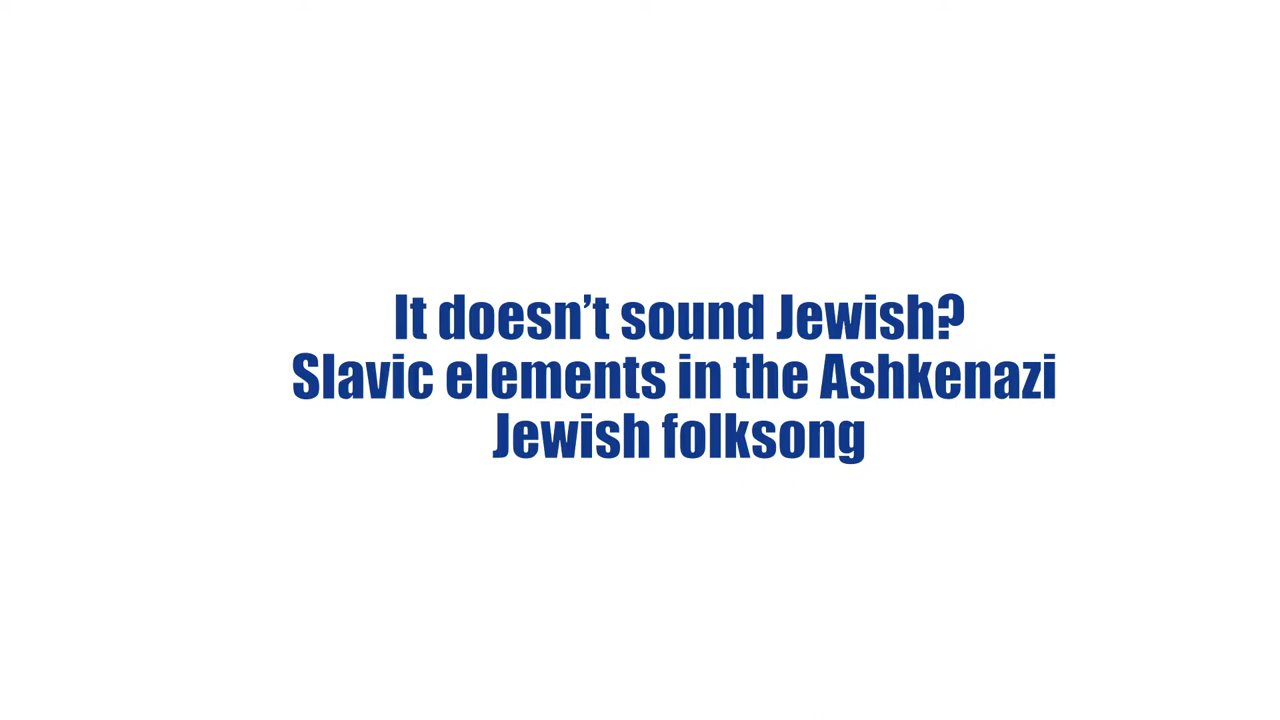 It doesn’t sound Jewish?
Slavic elements in the Ashkenazi
Jewish folksong